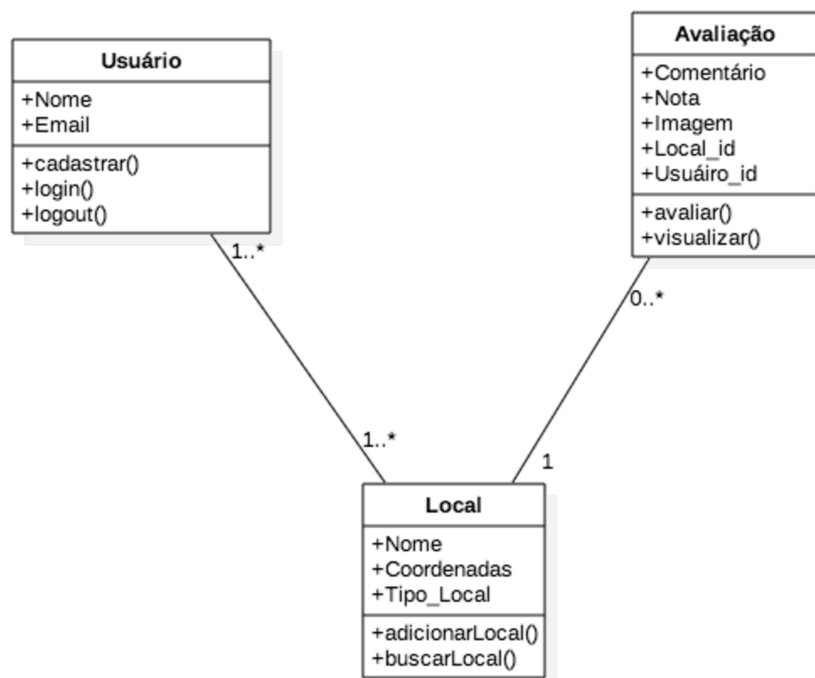 Usuário
+Nome
+Email
+cadastrar()
+login()
+logout()
1..*
1..*
Avaliação
+Comentário
+Nota
+Imagem
+Local_id
+Usuáiro_id
+avaliar()
+visualizar()
0..*
1
Local
+Nome
+Coordenadas
+Tipo_Local
+adicionarLocal()
+buscarLocal()